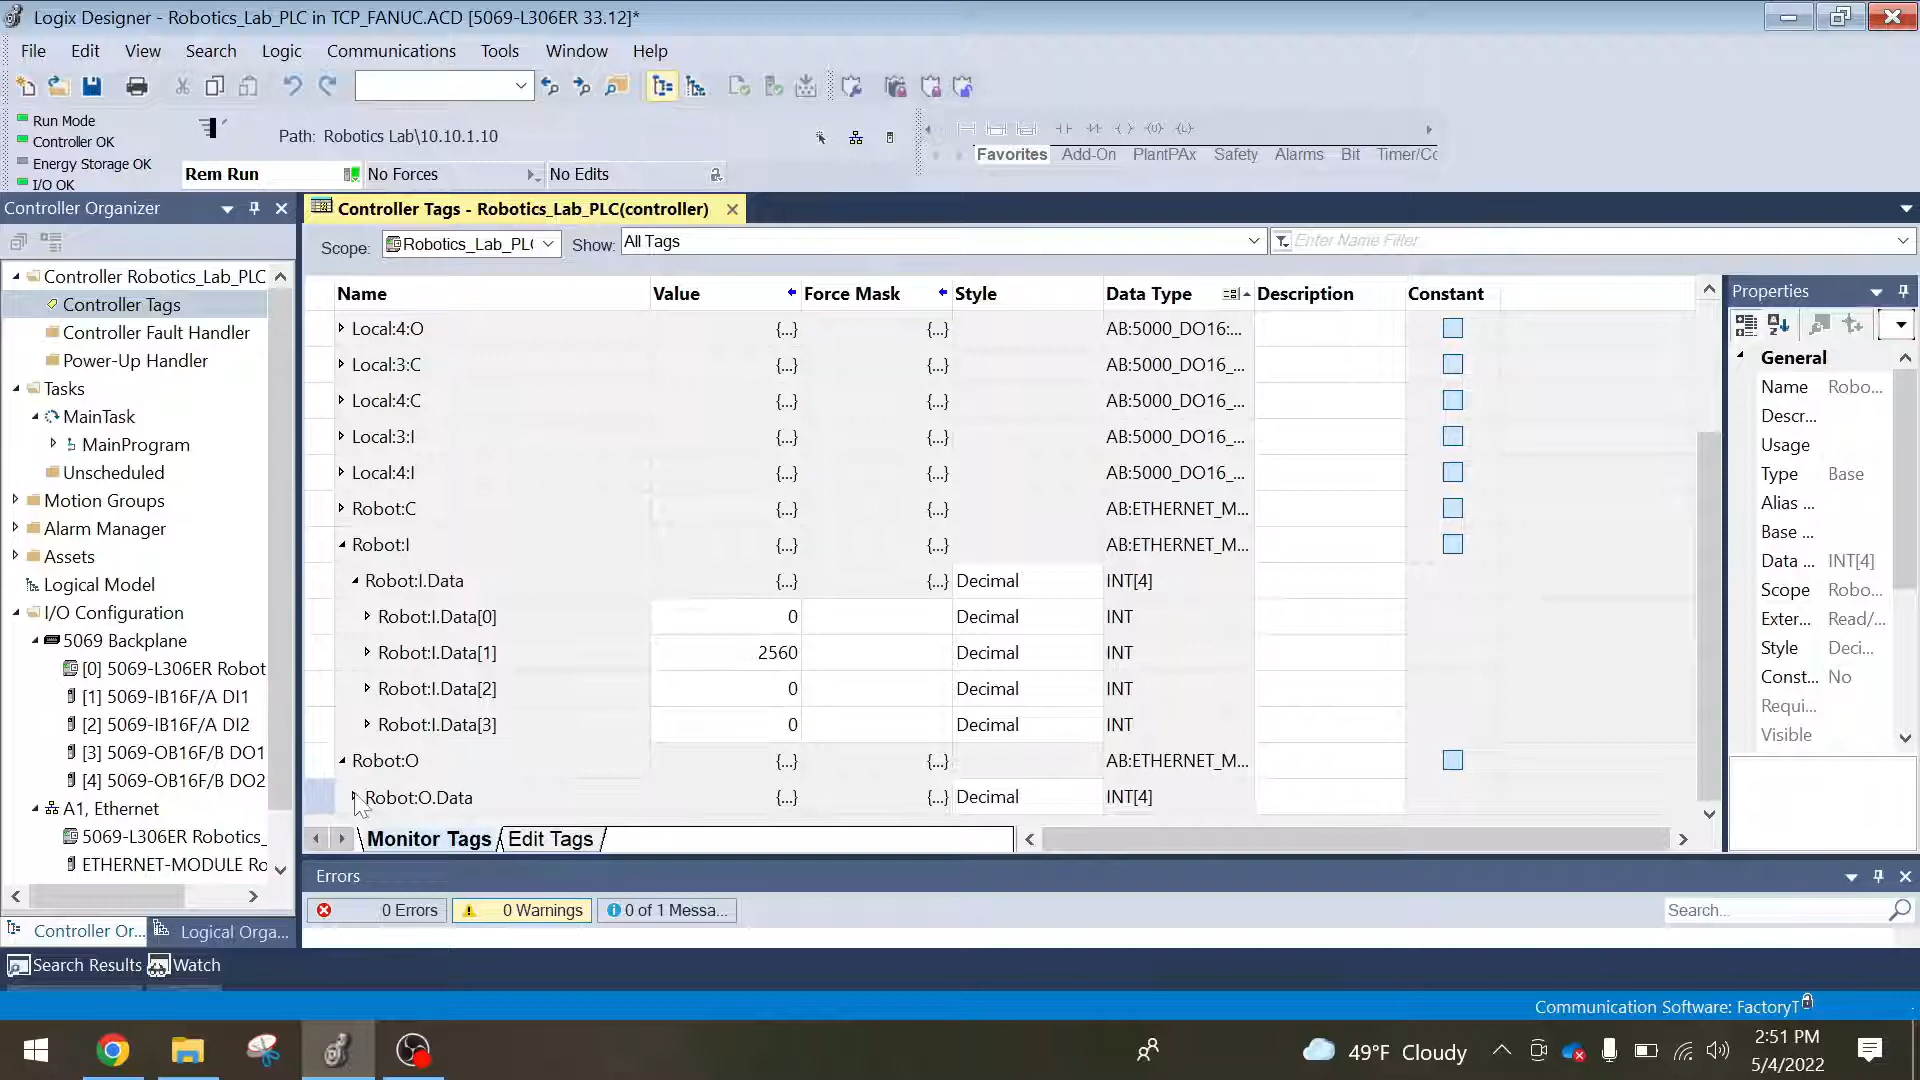 Logix Designer - Robotics_Lab_PLC in TCP_FANUC.ACD [5069-L306ER 33.12]*
File Edit View Search Logic Communications Tools Window Help
Run Mode
Controller OK
Energy Storage OK
I/O OK
Path: Robotics Lab\10.10.1.10
Rem Run No Forces No Edits
Favorites Add-On PlantPAx Safety Alarms Bit Timer/Cc
Controller Organizer
Controller Tags - Robotics_Lab_PLC(controller)
Scope: Robotics_Lab_PL( Show: All Tags Enter Name Filter
Controller Robotics_Lab_PLC
Controller Tags
Controller Fault Handler
Power-Up Handler
Tasks
MainTask
MainProgram
Unscheduled
Motion Groups
Alarm Manager
Assets
Logical Model
I/O Configuration
5069 Backplane
[0] 5069-L306ER Robot
[1] 5069-IB16F/A DI1
[2] 5069-IB16F/A DI2
[3] 5069-OB16F/B DO1
[4] 5069-OB16F/B DO2
A1, Ethernet
5069-L306ER Robotics_
ETHERNET-MODULE Ro
Controller Or... Logical Orga...
Name Value Force Mask Style Data Type Description Constant
Local:4:O {...} {...} AB:5000_DO16:...
Local:3:C {...} {...} AB:5000_DO16_...
Local:4:C {...} {...} AB:5000_DO16_...
Local:3:I {...} {...} AB:5000_DO16_...
Local:4:I {...} {...} AB:5000_DO16_...
Robot:C {...} {...} AB:ETHERNET_M...
Robot:I {...} {...} AB:ETHERNET_M...
Robot:I.Data {...} {...} Decimal INT[4]
Robot:I.Data[0] 0 Decimal INT
Robot:I.Data[1] 2560 Decimal INT
Robot:I.Data[2] 0 Decimal INT
Robot:I.Data[3] 0 Decimal INT
Robot:O {...} {...} AB:ETHERNET_M...
Robot:O.Data {...} {...} Decimal INT[4]
Monitor Tags Edit Tags
Properties
General
Name Robo...
Descr...
Usage
Type Base
Alias ...
Base ...
Data ... INT[4]
Scope Robo...
Exter... Read/...
Style Deci...
Const... No
Requi...
Visible
Errors
0 Errors 0 Warnings 0 of 1 Messa... Search...
Search Results Watch
Communication Software: FactoryT
49°F Cloudy
2:51 PM
5/4/2022